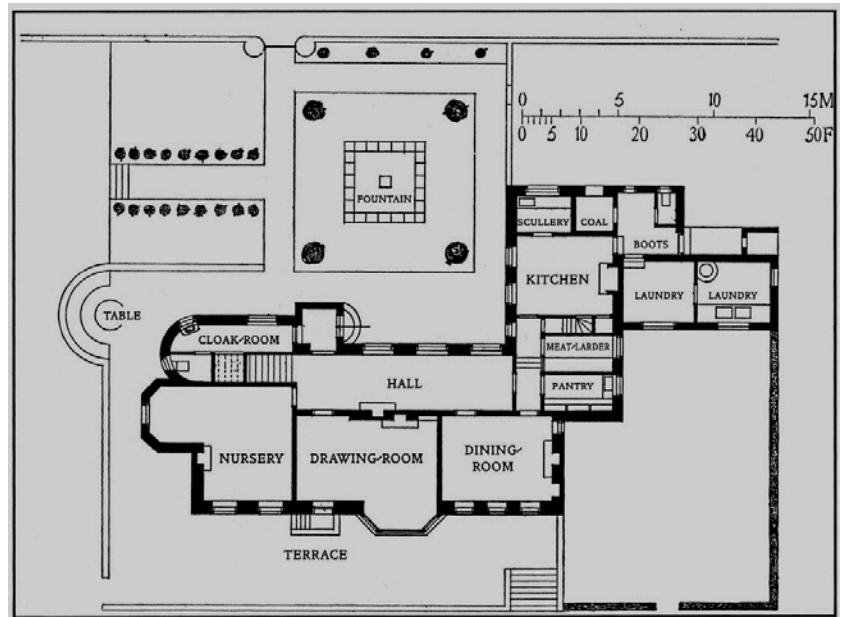 0 5 10 15M
0 5 10 20 30 40 50F
FOUNTAIN
SCULLERY
COAL
BOOTS
KITCHEN
LAUNDRY
LAUNDRY
TABLE
CLOAK-ROOM
MEAT-LARDER
HALL
PANTRY
NURSERY
DRAWING-ROOM
DINING-
ROOM
TERRACE